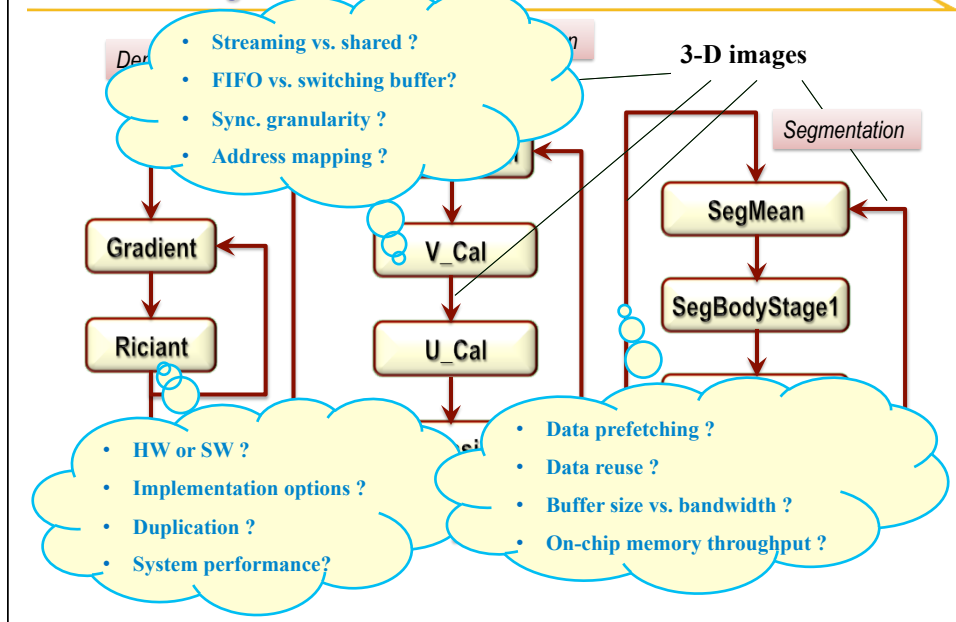 • Streaming vs. shared ?
• FIFO vs. switching buffer?
• Sync. granularity ?
• Address mapping ?
3-D images
Segmentation
Gradient
Riciant
V_Cal
U_Cal
SegMean
SegBodyStage1
• HW or SW ?
• Implementation options ?
• Duplication ?
• System performance?
• Data prefetching ?
• Data reuse ?
• Buffer size vs. bandwidth ?
• On-chip memory throughput ?